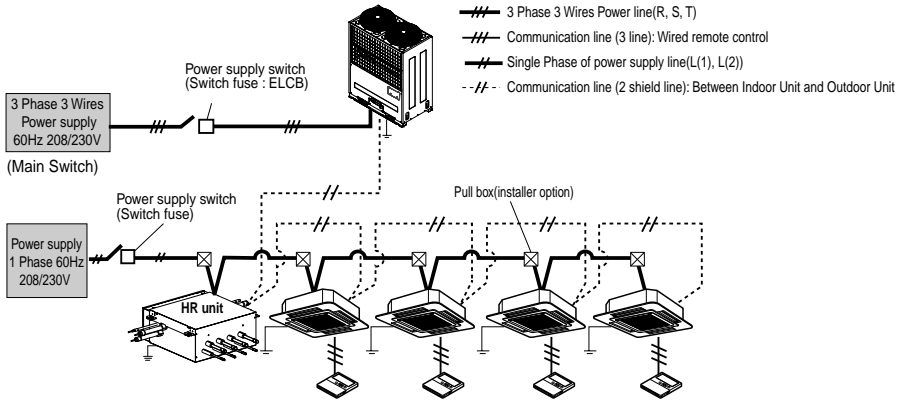 3 Phase 3 Wires Power line(R, S, T)
Communication line (3 line): Wired remote control
Single Phase of power supply line(L(1), L(2))
Communication line (2 shield line): Between Indoor Unit and Outdoor Unit
Power supply switch
(Switch fuse : ELCB)
3 Phase 3 Wires
Power supply
60Hz 208/230V
(Main Switch)
Pull box(installer option)
Power supply switch
(Switch fuse)
Power supply
1 Phase 60Hz
208/230V
HR unit